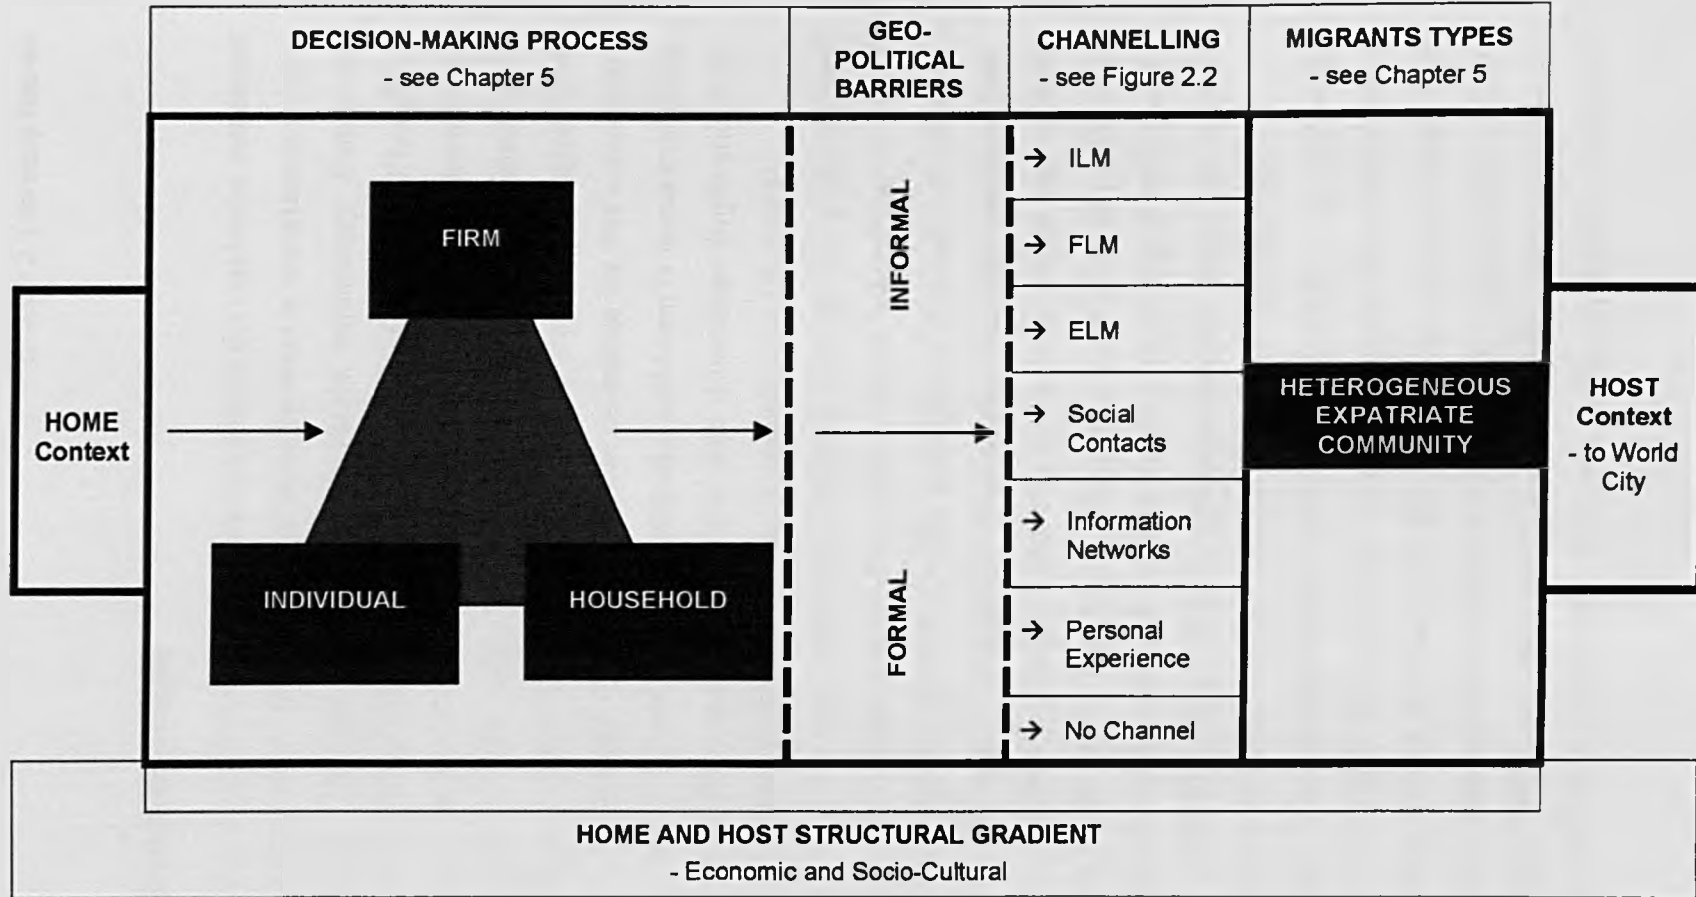 DECISION-MAKING PROCESS
- see Chapter 5
GEO-
POLITICAL
BARRIERS
CHANNELLING
- see Figure 2.2
MIGRANTS TYPES
- see Chapter 5
HOME
Context
FIRM
INDIVIDUAL
HOUSEHOLD
INFORMAL
FORMAL
→ ILM
→ FLM
→ ELM
→ Social
Contacts
→ Information
Networks
→ Personal
Experience
→ No Channel
HETEROGENEOUS
EXPATRIATE
COMMUNITY
HOST
Context
- to World
City
HOME AND HOST STRUCTURAL GRADIENT
- Economic and Socio-Cultural